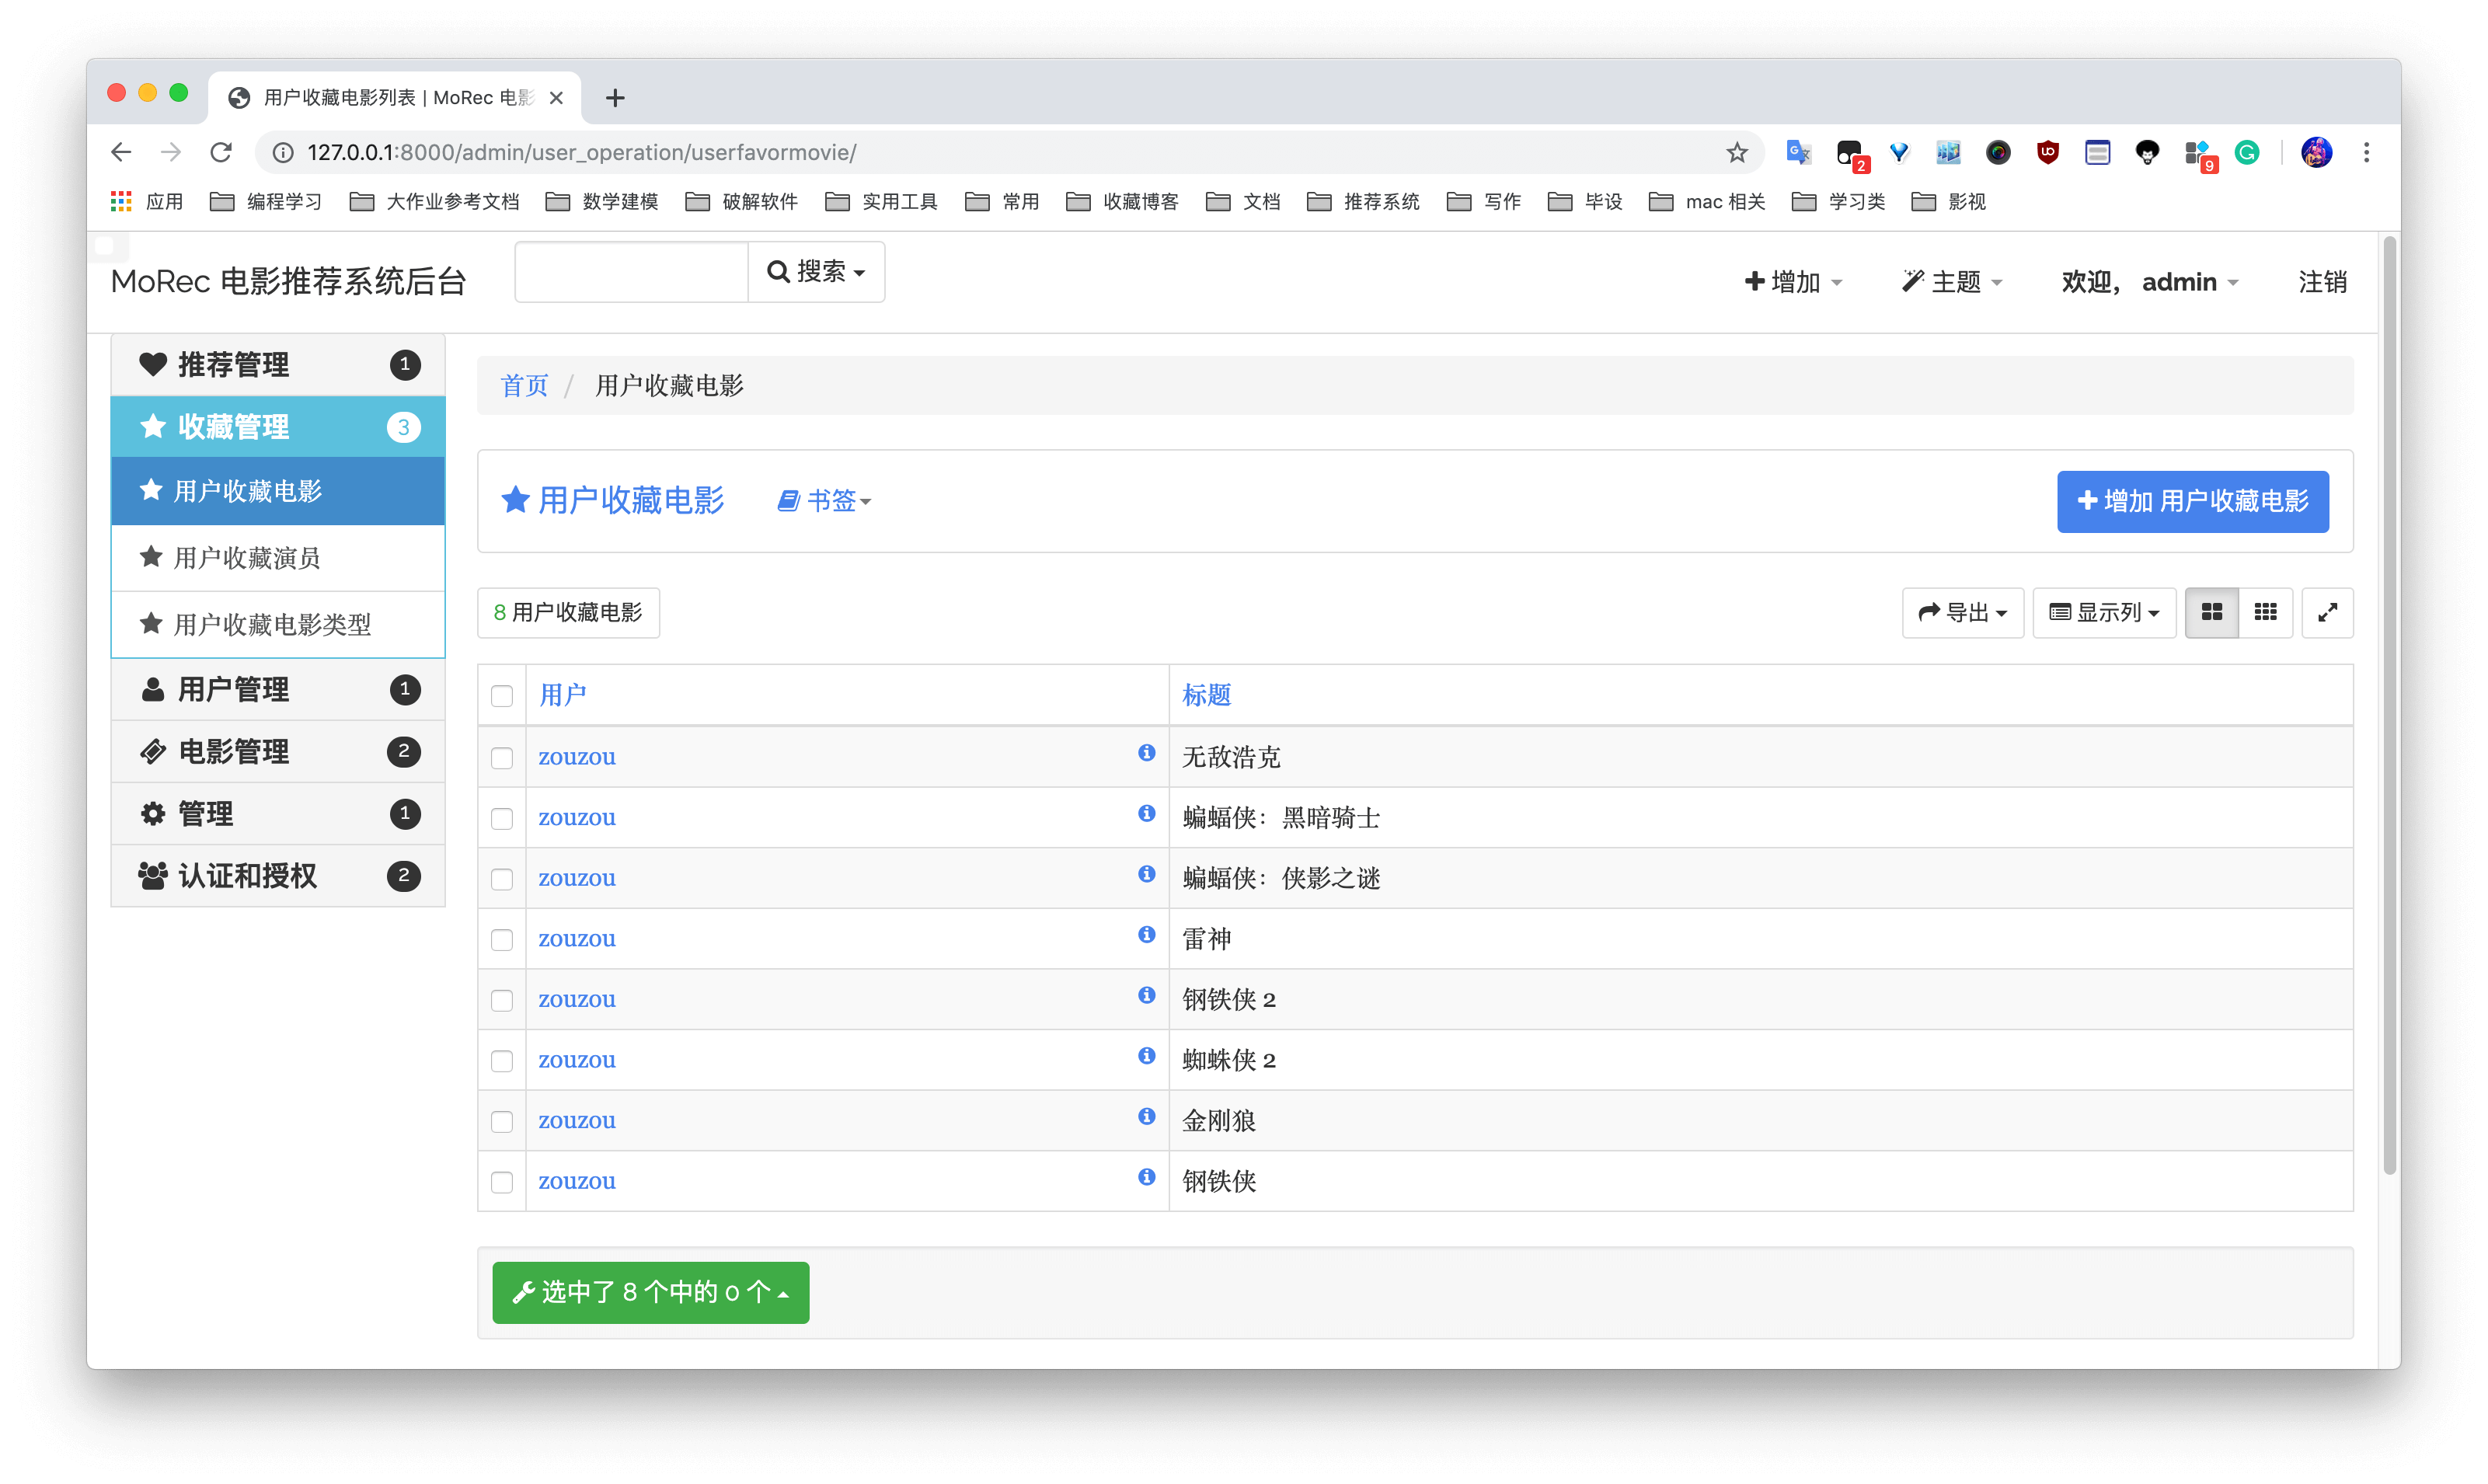 用户收藏电影列表 | MoRec 电影
127.0.0.1:8000/admin/user_operation/userfavormovie/
2
9
应用 编程学习 大作业参考文档 数学建模 破解软件 实用工具 常用 收藏博客 文档 推荐系统 写作 毕设 mac 相关 学习类 影视
MoRec 电影推荐系统后台 搜索 增加 主题 欢迎, admin 注销
推荐管理 1
收藏管理 3
用户收藏电影
用户收藏演员
用户收藏电影类型
用户管理 1
电影管理 2
管理 1
认证和授权 2
首页 / 用户收藏电影
用户收藏电影 书签 增加 用户收藏电影
8 用户收藏电影 导出 显示列
用户 标题
zouzou 无敌浩克
zouzou 蝙蝠侠：黑暗骑士
zouzou 蝙蝠侠：侠影之谜
zouzou 雷神
zouzou 钢铁侠 2
zouzou 蜘蛛侠 2
zouzou 金刚狼
zouzou 钢铁侠
选中了 8 个中的 0 个